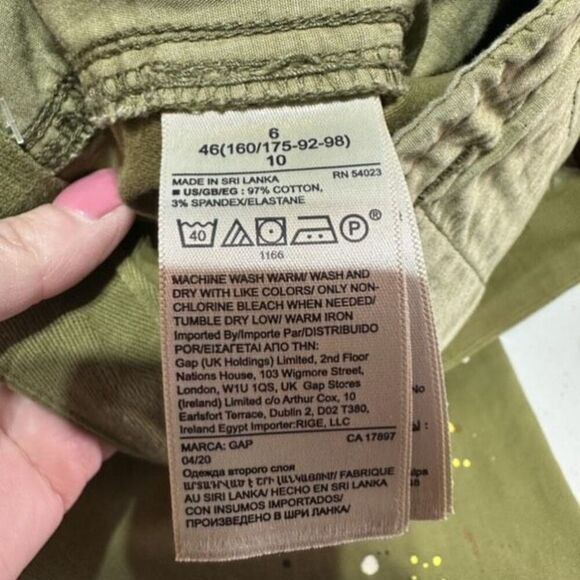 6
46(160/175-92-98)
10
MADE IN SRI LANKA RN 54023
■ US/GB/EG : 97% COTTON,
3% SPANDEX/ELASTANE
40 P ®
1166
MACHINE WASH WARM/ WASH AND
DRY WITH LIKE COLORS/ ONLY NON-
CHLORINE BLEACH WHEN NEEDED/
TUMBLE DRY LOW/ WARM IRON
Imported By/Importe Par/DISTRIBUIDO
POR/ΕΙΣΑΓΕΤΑΙ ΑΠΟ ΤΗΝ:
Gap (UK Holdings) Limited, 2nd Floor
Nations House, 103 Wigmore Street,
London, W1U 1QS, UK Gap Stores
(Ireland) Limited c/o Arthur Cox, 10
Earlsfort Terrace, Dublin 2, D02 T380,
Ireland Egypt Importer:RIGE, LLC
MARCA: GAP CA 17897
04/20
Одежда второго слоя
ԱՐՏԱԴՐՎԱԾ Է ՇՐԻ ԼԱՆԿԱՅՈՒՄ/ FABRIQUE
AU SIRI LANKA/ HECHO EN SRI LANKA
CON INSUMOS IMPORTADOS/
ПРОИЗВЕДЕНО В ШРИ ЛАНКА/
No